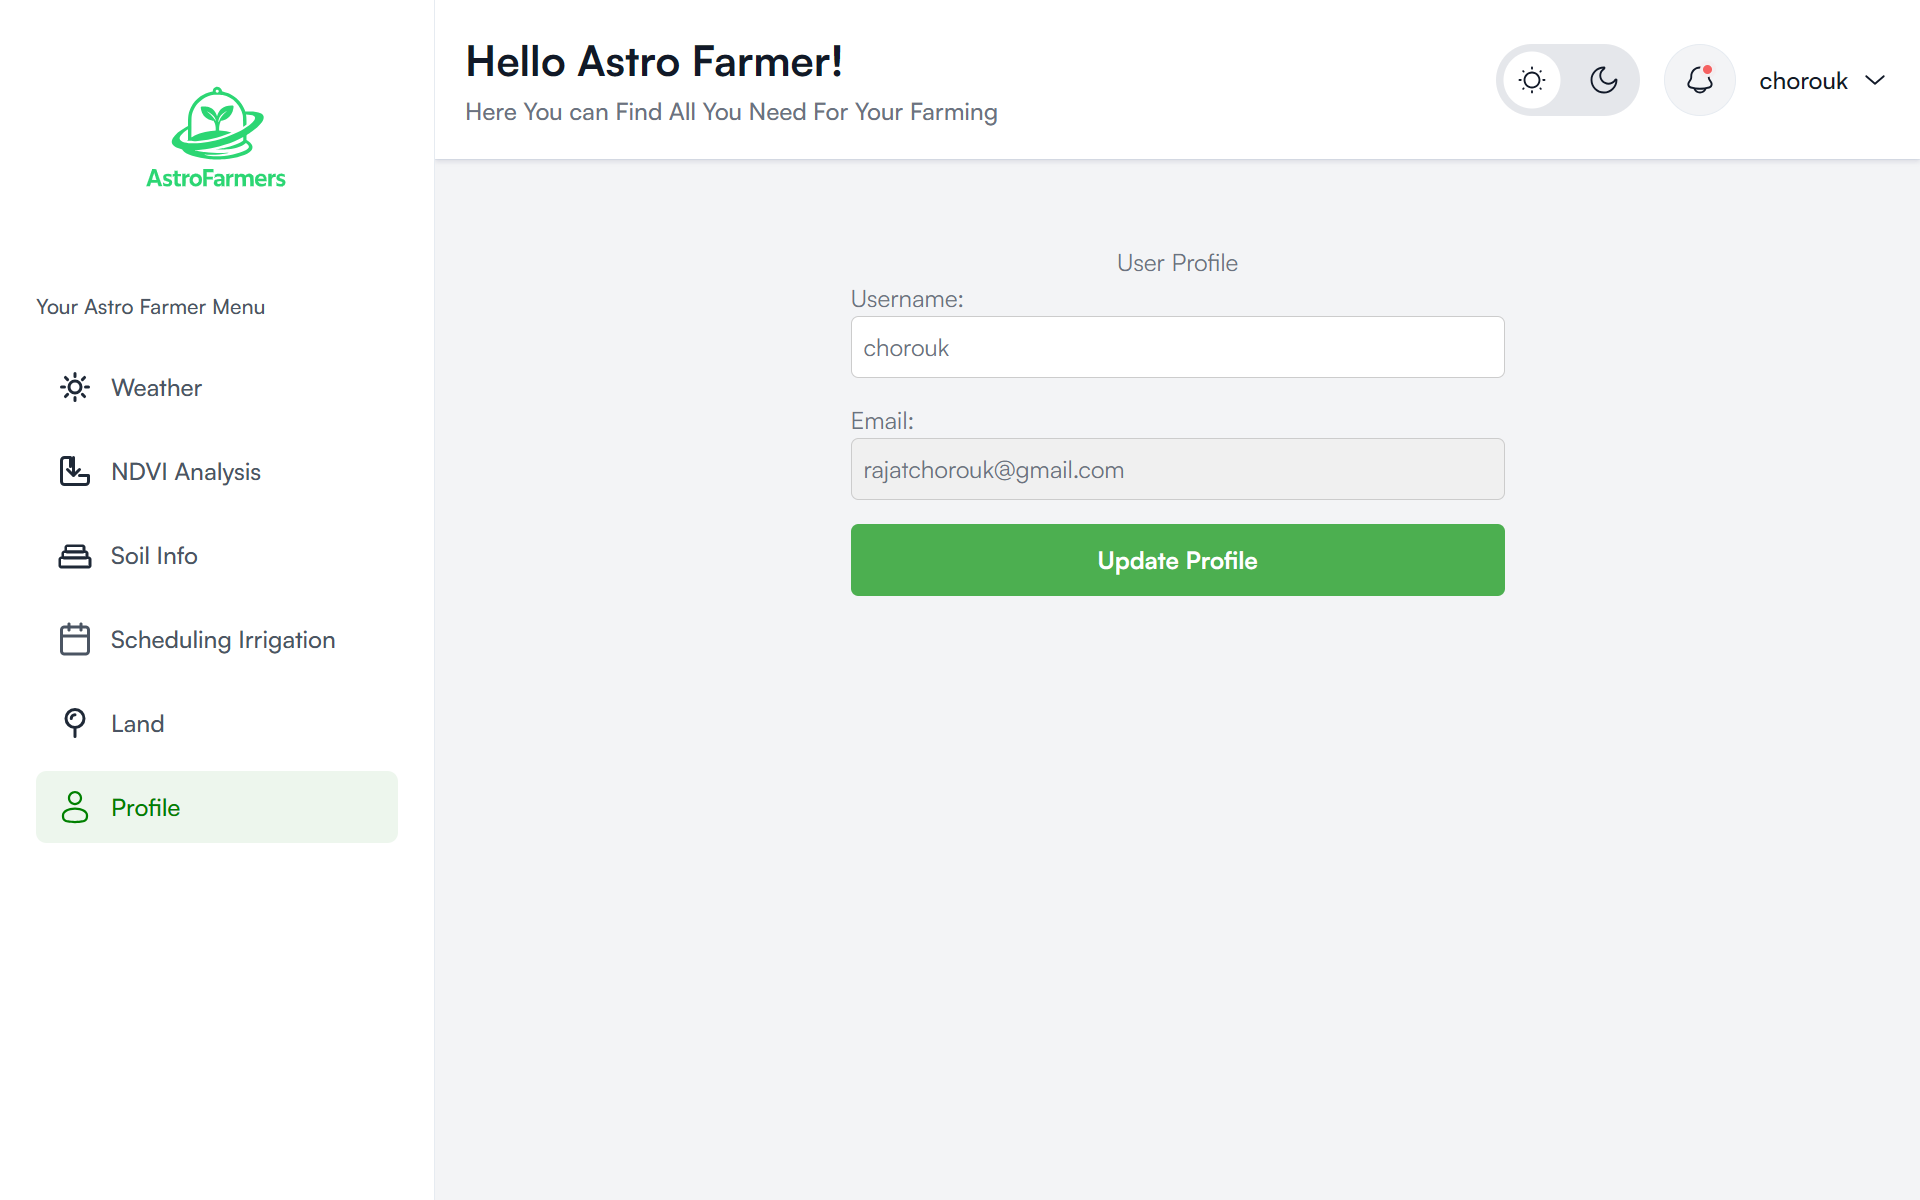 AstroFarmers
Your Astro Farmer Menu
Weather
NDVI Analysis
Soil Info
Scheduling Irrigation
Land
Profile
Hello Astro Farmer!
Here You can Find All You Need For Your Farming
chorouk
User Profile
Username:
chorouk
Email:
rajatchorouk@gmail.com
Update Profile